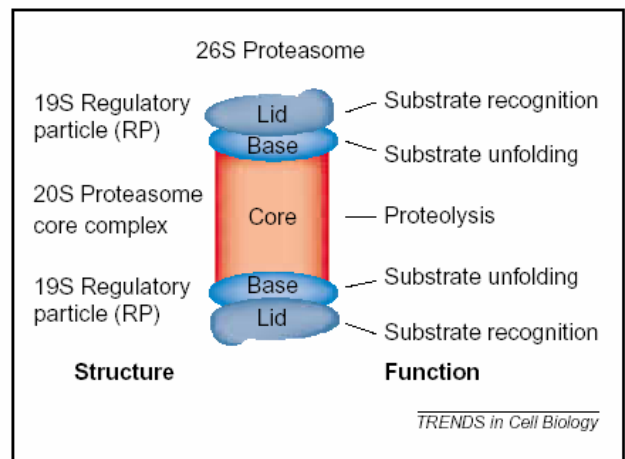 26S Proteasome
19S Regulatory
particle (RP)
Lid
Substrate recognition
Base
Substrate unfolding
20S Proteasome
core complex
Core
Proteolysis
19S Regulatory
particle (RP)
Base
Substrate unfolding
Lid
Substrate recognition
Structure
Function
TRENDS in Cell Biology